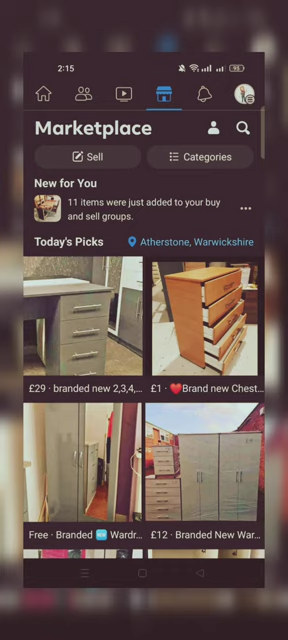 2:15
93
Marketplace
Sell
Categories
New for You
11 items were just added to your buy
and sell groups.
Today's Picks
Atherstone, Warwickshire
£29 · branded new 2,3,4,...
£1 · ❤️Brand new Chest...
Free · Branded 🆕 Wardr...
£12 · Branded New War...